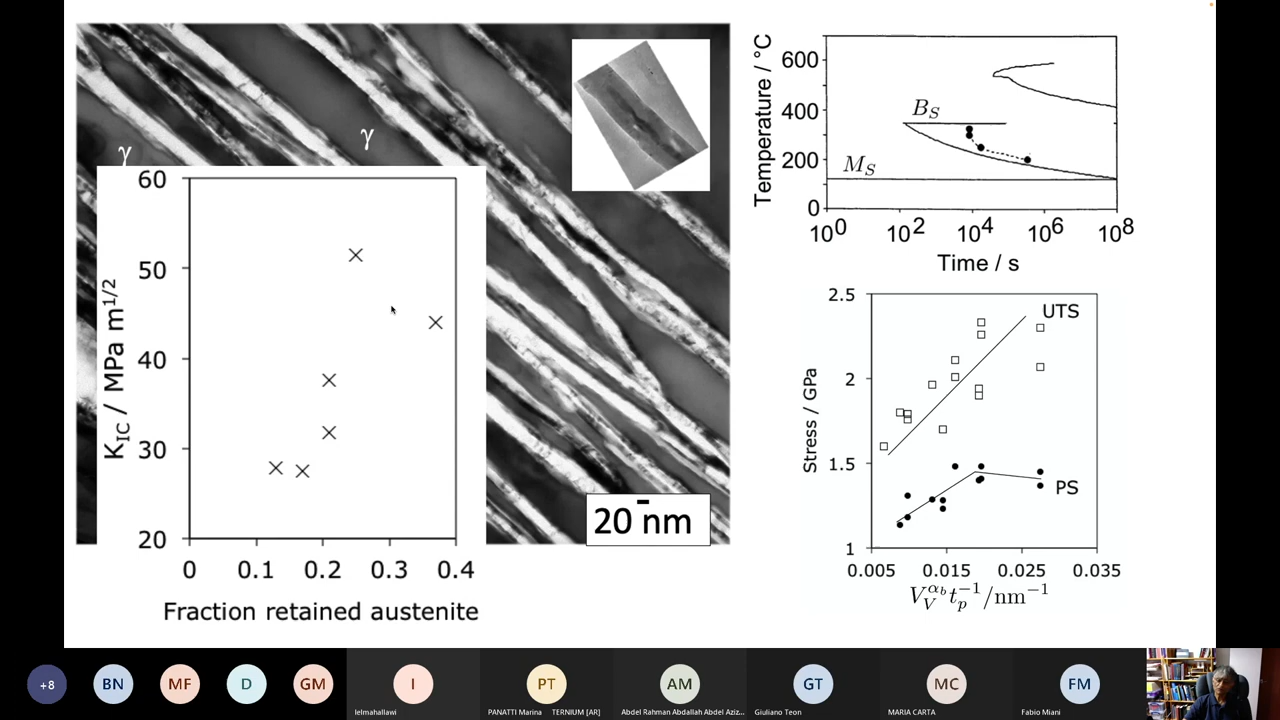 γ
γ
20 nm
60
50
40
30
20
0
0.1
0.2
0.3
0.4
K_IC / MPa m^1/2
Fraction retained austenite
Temperature / °C
600
400
200
0
B_S
M_S
10^0
10^2
10^4
10^6
10^8
Time / s
2.5
2
1.5
1
Stress / GPa
UTS
PS
0.005
0.015
0.025
0.035
V_V^α_b t_p^-1/nm^-1
+8
BN
MF
D
GM
I
PT
AM
GT
MC
FM
lelmahallawi
PANATTI Marina TERNIUM [AR]
Abdel Rahman Abdallah Abdel Aziz...
Giuliano Teon
MARIA CARTA
Fabio Miani